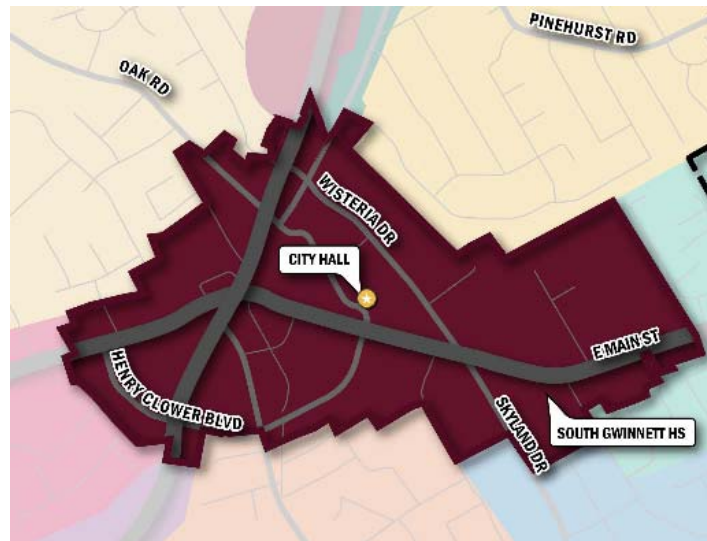 PINEHURST RD
OAK RD
WISTERIA DR
CITY HALL
E MAIN ST
HENRY CLOWER BLVD
SKYLAND DR
SOUTH GWINNETT HS